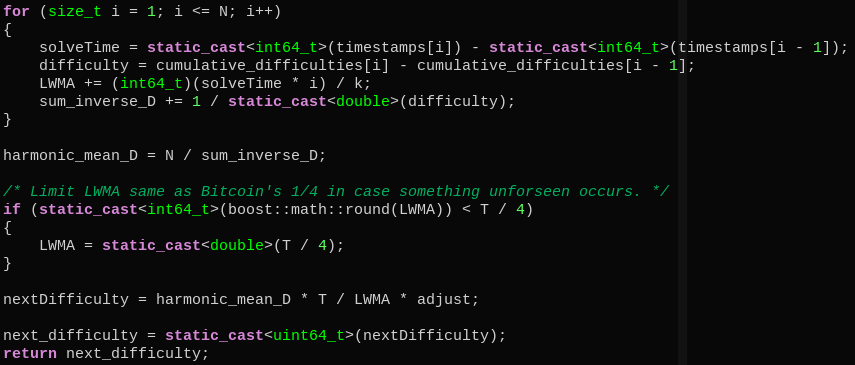 for (size_t i = 1; i <= N; i++)
{
    solveTime = static_cast<int64_t>(timestamps[i]) - static_cast<int64_t>(timestamps[i - 1]);
    difficulty = cumulative_difficulties[i] - cumulative_difficulties[i - 1];
    LWMA += (int64_t)(solveTime * i) / k;
    sum_inverse_D += 1 / static_cast<double>(difficulty);
}

harmonic_mean_D = N / sum_inverse_D;

/* Limit LWMA same as Bitcoin's 1/4 in case something unforseen occurs. */
if (static_cast<int64_t>(boost::math::round(LWMA)) < T / 4)
{
    LWMA = static_cast<double>(T / 4);
}

nextDifficulty = harmonic_mean_D * T / LWMA * adjust;

next_difficulty = static_cast<uint64_t>(nextDifficulty);
return next_difficulty;